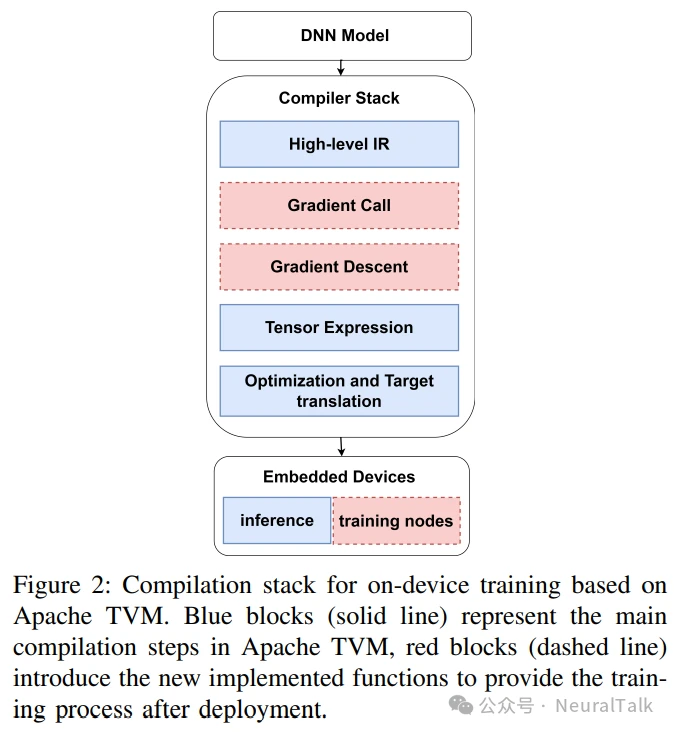 DNN Model
Compiler Stack
High-level IR
Gradient Call
Gradient Descent
Tensor Expression
Optimization and Target
translation
Embedded Devices
inference
training nodes
Figure 2: Compilation stack for on-device training based on
Apache TVM. Blue blocks (solid line) represent the main
compilation steps in Apache TVM, red blocks (dashed line)
introduce the new implemented functions to provide the train-
ing process after deployment.
公众号 · NeuralTalk